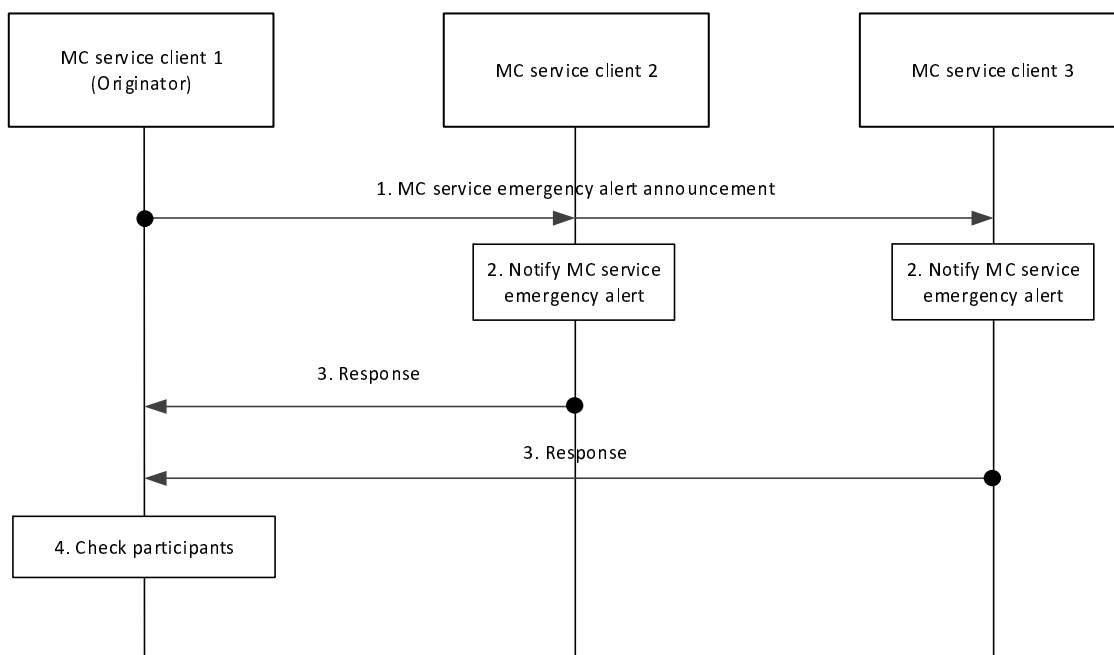 MC service client 1
(Originator)
MC service client 2
MC service client 3
1. MC service emergency alert announcement
2. Notify MC service
emergency alert
2. Notify MC service
emergency alert
3. Response
3. Response
4. Check participants